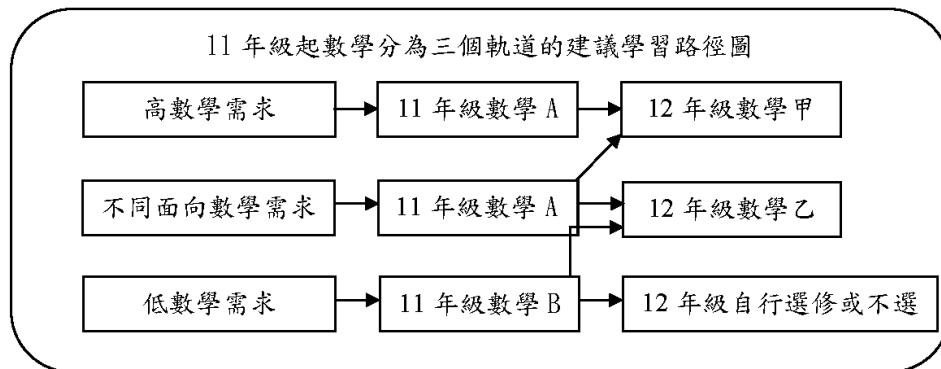 11 年級起數學分為三個軌道的建議學習路徑圖
高數學需求
11 年級數學 A
12 年級數學甲
不同面向數學需求
11 年級數學 A
12 年級數學乙
低數學需求
11 年級數學 B
12 年級自行選修或不選